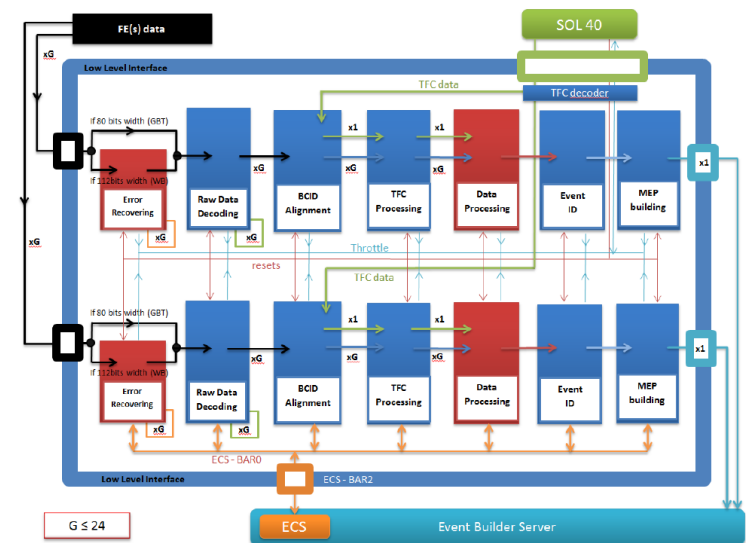 FE(s) data
SOL 40
xG
xG
Low Level Interface
TFC data
TFC decoder
If 80 bits width (GBT)
x1
x1
xG
xG
xG
x1
If 112bits width (WB)
Error
Recovering
Raw Data
Decoding
BCID
Alignment
TFC
Processing
Data
Processing
Event
ID
MEP
building
xG
xG
xG
Throttle
resets
TFC data
If 80 bits width (GBT)
x1
x1
xG
xG
xG
x1
If 112bits width (WB)
Error
Recovering
Raw Data
Decoding
BCID
Alignment
TFC
Processing
Data
Processing
Event
ID
MEP
building
xG
xG
ECS - BAR0
Low Level Interface
ECS - BAR2
G ≤ 24
ECS
Event Builder Server